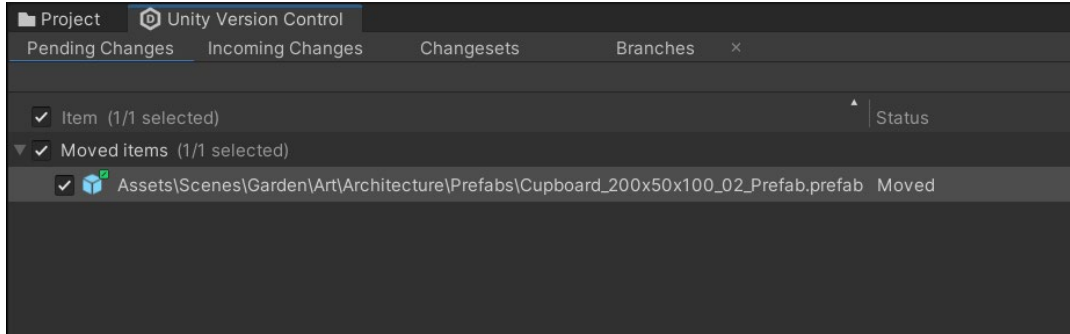 Project Unity Version Control
Pending Changes Incoming Changes Changesets Branches ×
Item (1/1 selected) Status
Moved items (1/1 selected)
Assets\Scenes\Garden\Art\Architecture\Prefabs\Cupboard_200x50x100_02_Prefab.prefab Moved